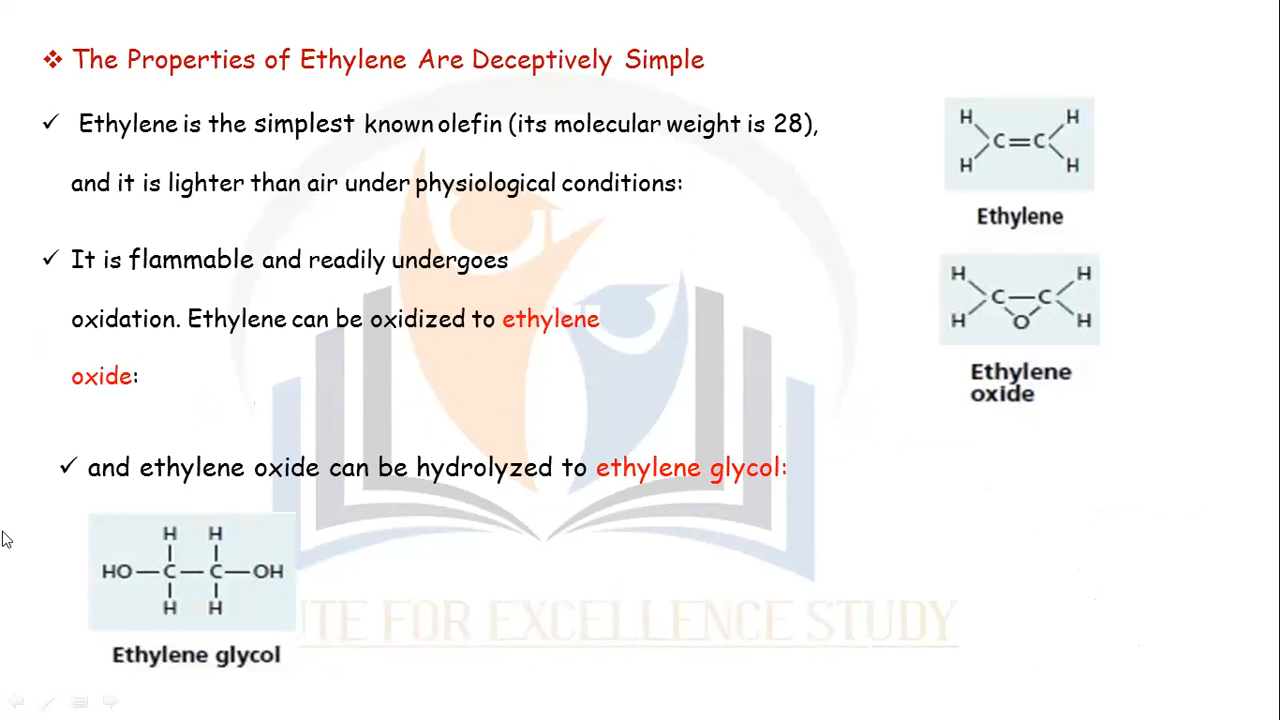 ❖ The Properties of Ethylene Are Deceptively Simple
✓ Ethylene is the simplest known olefin (its molecular weight is 28),
and it is lighter than air under physiological conditions:
H H
C=C
H H
Ethylene
✓ It is flammable and readily undergoes
oxidation. Ethylene can be oxidized to ethylene
oxide:
H H
C—C
H O H
Ethylene
oxide
✓ and ethylene oxide can be hydrolyzed to ethylene glycol:
H H
HO—C—C—OH
H H
Ethylene glycol
UTE FOR EXCELLENCE STUDY